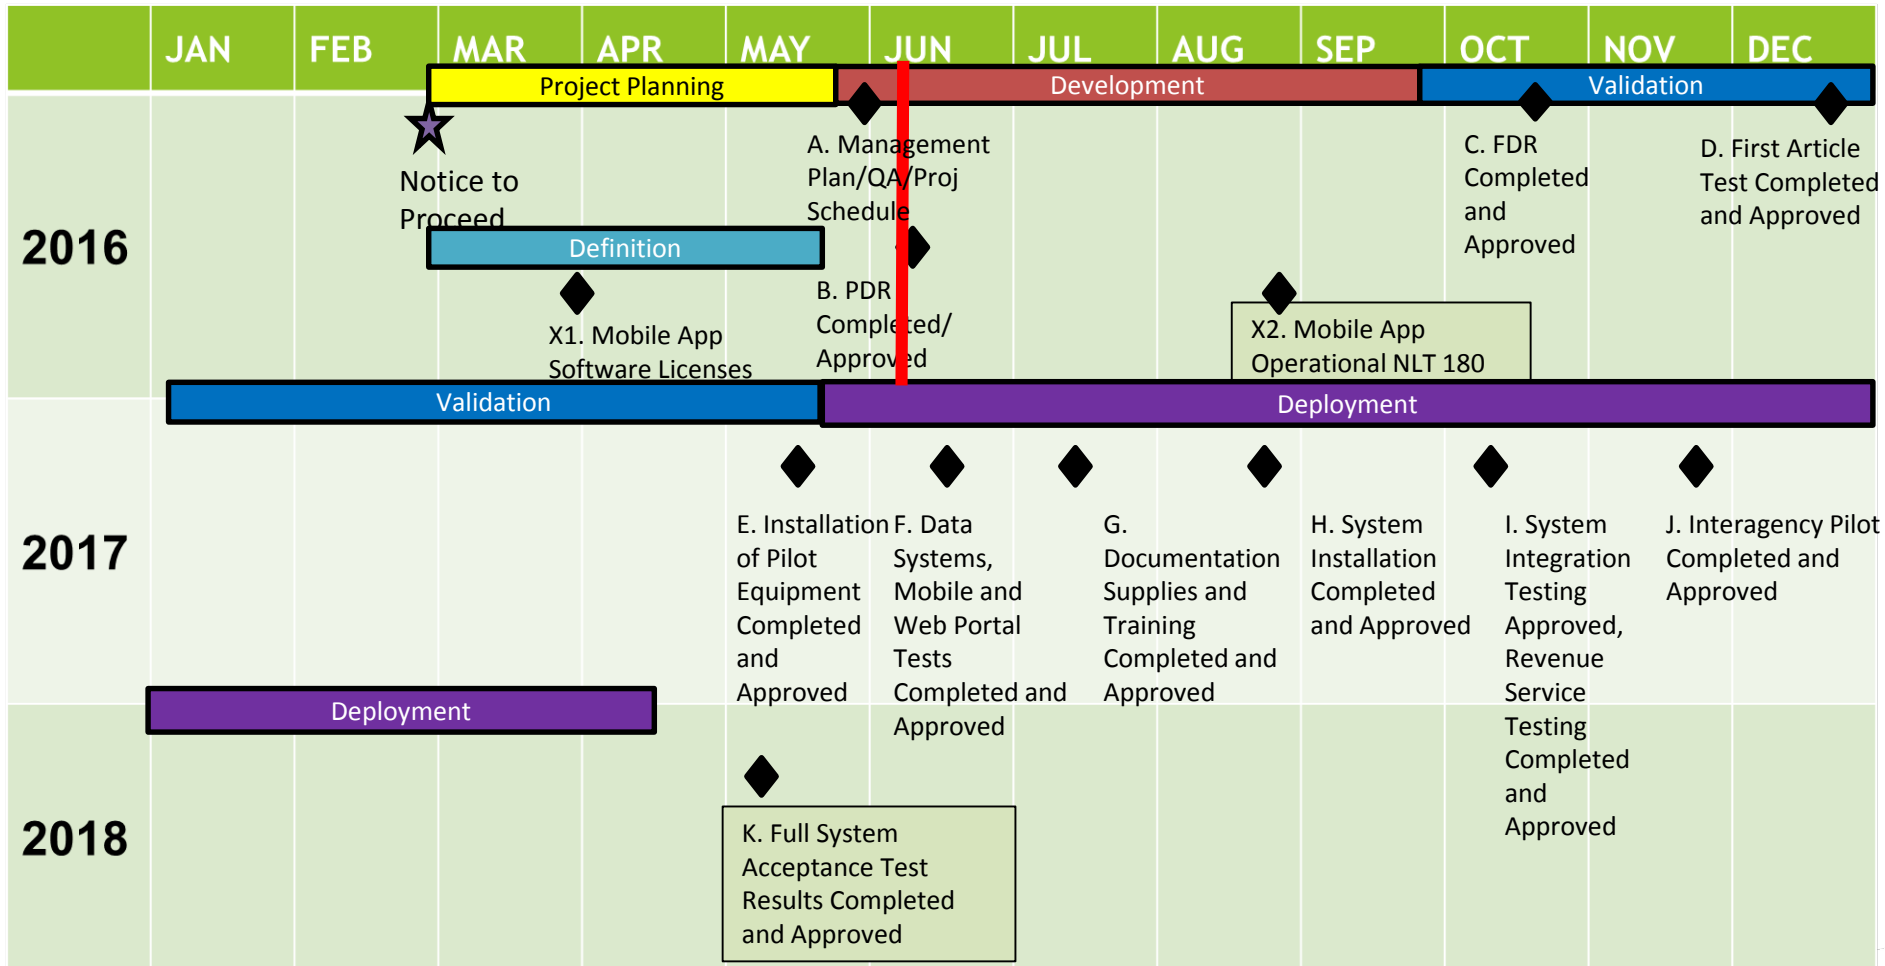 JAN FEB MAR APR MAY JUN JUL AUG SEP OCT NOV DEC
Project Planning
Development
Validation
2016
Notice to
Proceed
A. Management
Plan/QA/Proj
Schedule
C. FDR
Completed
and
Approved
D. First Article
Test Completed
and Approved
Definition
X1. Mobile App
Software Licenses
B. PDR
Completed/
Approved
X2. Mobile App
Operational NLT 180
Validation
Deployment
2017
E. Installation
of Pilot
Equipment
Completed
and
Approved
F. Data
Systems,
Mobile and
Web Portal
Tests
Completed and
Approved
G.
Documentation
Supplies and
Training
Completed and
Approved
H. System
Installation
Completed
and Approved
I. System
Integration
Testing
Approved,
Revenue
Service
Testing
Completed
and
Approved
J. Interagency Pilot
Completed and
Approved
Deployment
2018
K. Full System
Acceptance Test
Results Completed
and Approved